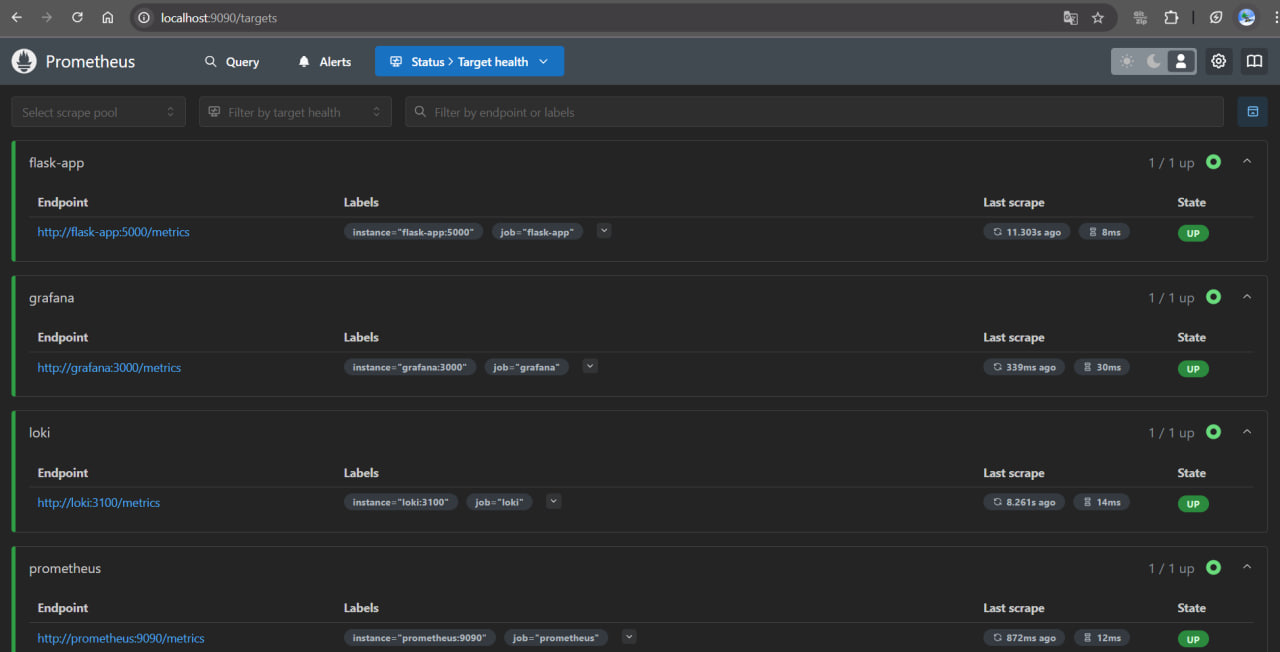 localhost:9090/targets
Prometheus Query Alerts Status > Target health
Select scrape pool Filter by target health Filter by endpoint or labels
flask-app 1 / 1 up
Endpoint Labels Last scrape State
http://flask-app:5000/metrics instance="flask-app:5000" job="flask-app" 11.303s ago 8ms UP
grafana 1 / 1 up
Endpoint Labels Last scrape State
http://grafana:3000/metrics instance="grafana:3000" job="grafana" 339ms ago 30ms UP
loki 1 / 1 up
Endpoint Labels Last scrape State
http://loki:3100/metrics instance="loki:3100" job="loki" 8.261s ago 14ms UP
prometheus 1 / 1 up
Endpoint Labels Last scrape State
http://prometheus:9090/metrics instance="prometheus:9090" job="prometheus" 872ms ago 12ms UP